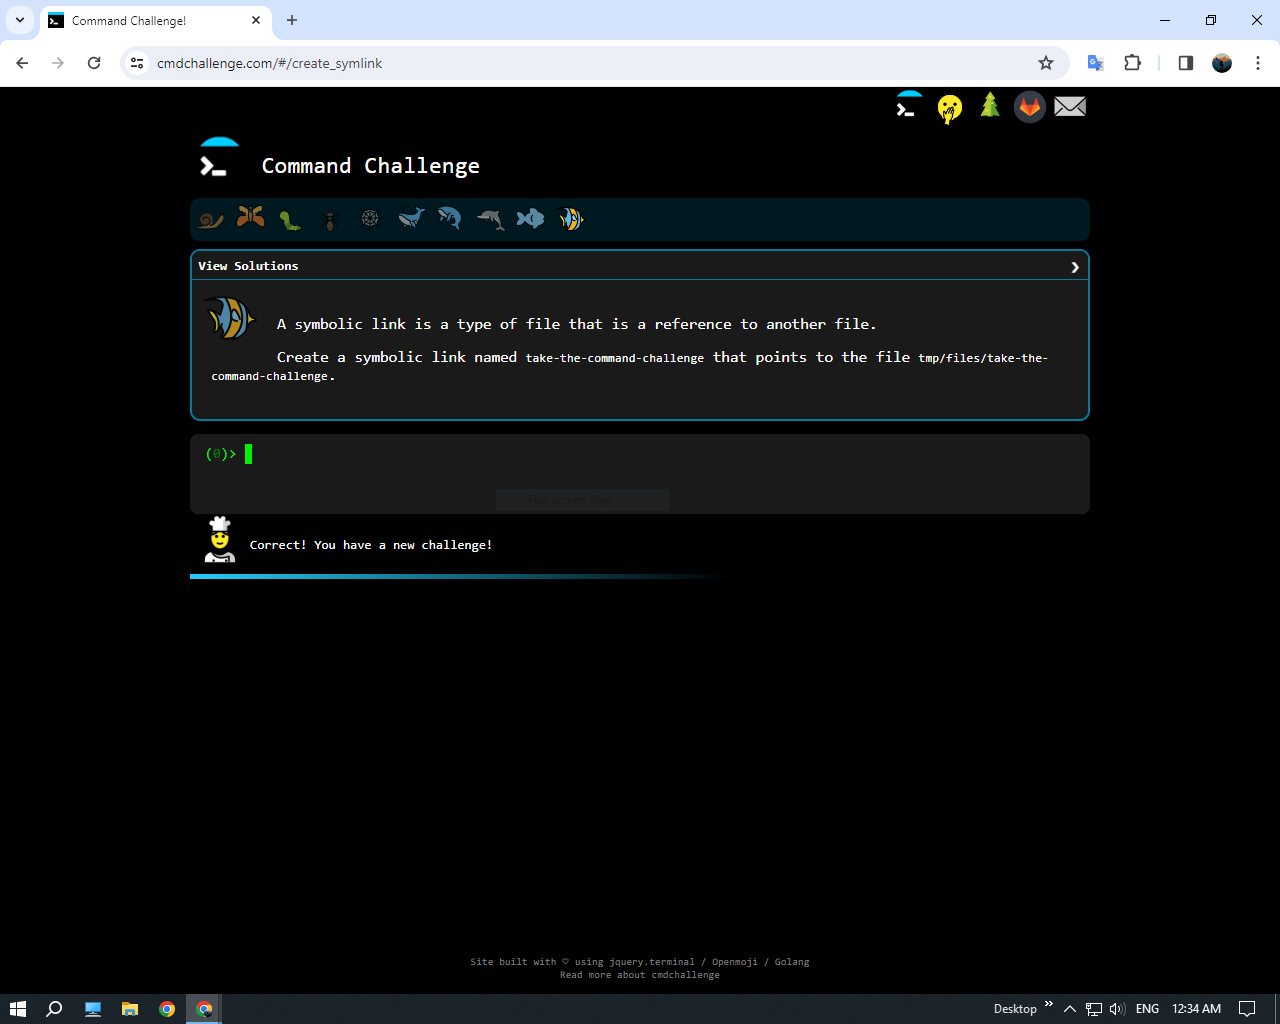 Command Challenge!
cmdchallenge.com/#/create_symlink
Command Challenge
View Solutions
A symbolic link is a type of file that is a reference to another file.
Create a symbolic link named take-the-command-challenge that points to the file tmp/files/take-the-
command-challenge.
(0)>
Full-screen Snip
Correct! You have a new challenge!
Site built with ♡ using jquery.terminal / Openmoji / Golang
Read more about cmdchallenge
Desktop
ENG
12:34 AM